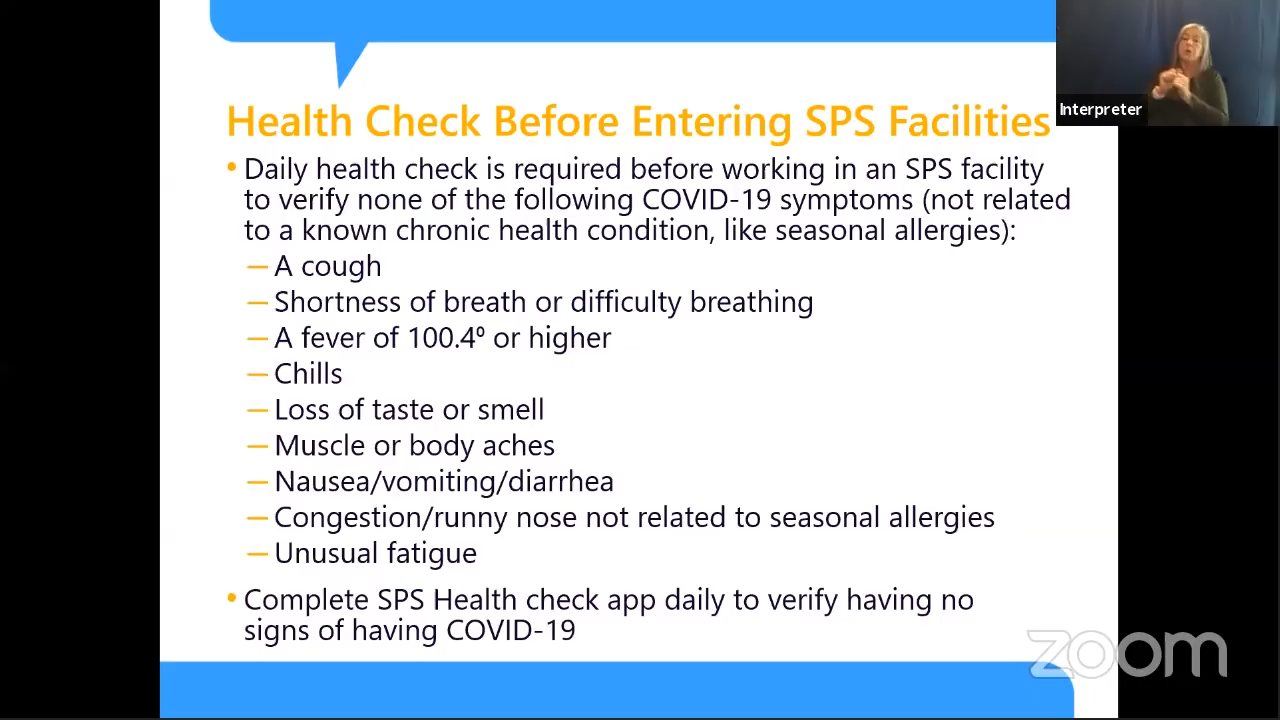 Health Check Before Entering SPS Facilities
• Daily health check is required before working in an SPS facility
to verify none of the following COVID-19 symptoms (not related
to a known chronic health condition, like seasonal allergies):
— A cough
— Shortness of breath or difficulty breathing
— A fever of 100.4⁰ or higher
— Chills
— Loss of taste or smell
— Muscle or body aches
— Nausea/vomiting/diarrhea
— Congestion/runny nose not related to seasonal allergies
— Unusual fatigue
• Complete SPS Health check app daily to verify having no
signs of having COVID-19
Interpreter
zoom